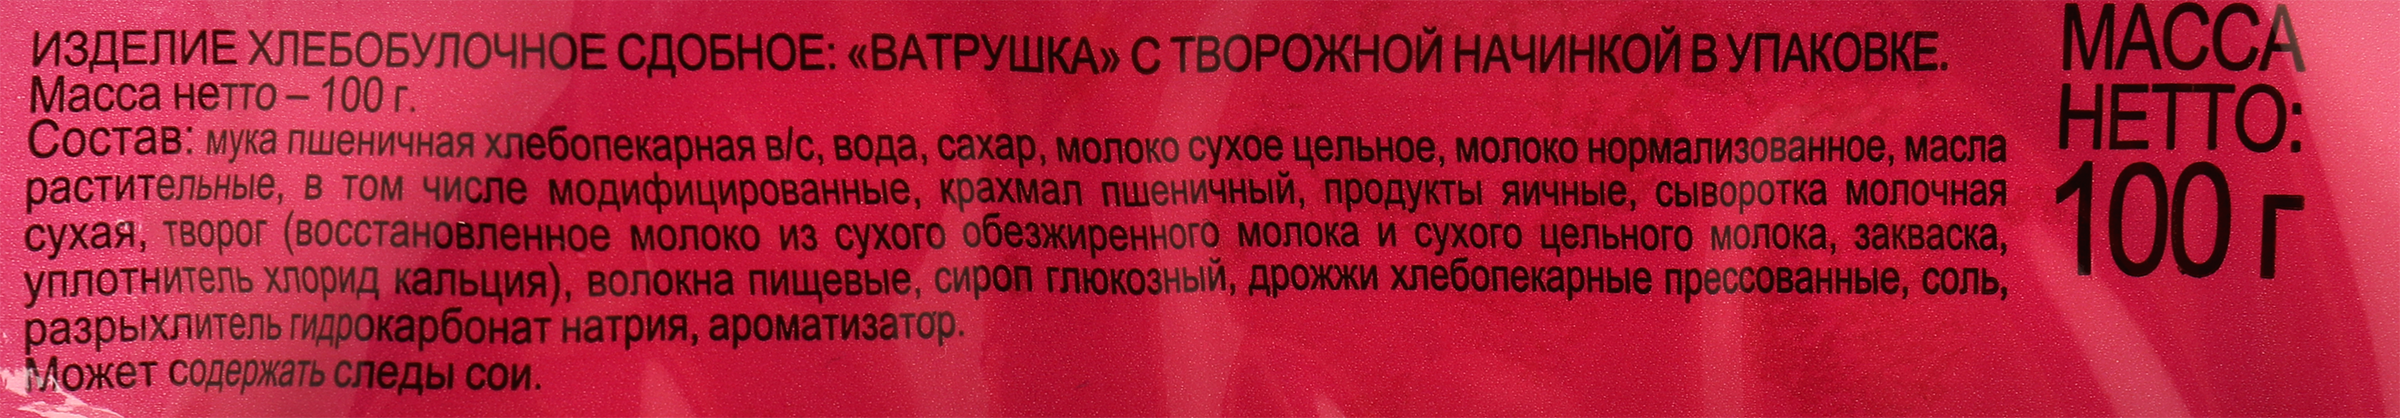 ИЗДЕЛИЕ ХЛЕБОБУЛОЧНОЕ СДОБНОЕ: «ВАТРУШКА» С ТВОРОЖНОЙ НАЧИНКОЙ В УПАКОВКЕ.
Масса нетто – 100 г.
Состав: мука пшеничная хлебопекарная в/с, вода, сахар, молоко сухое цельное, молоко нормализованное, масла
растительные, в том числе модифицированные, крахмал пшеничный, продукты яичные, сыворотка молочная
сухая, творог (восстановленное молоко из сухого обезжиренного молока и сухого цельного молока, закваска,
уплотнитель хлорид кальция), волокна пищевые, сироп глюкозный, дрожжи хлебопекарные прессованные, соль,
разрыхлитель гидрокарбонат натрия, ароматизатор.
Может содержать следы сои.
МАССА
НЕТТО:
100 г